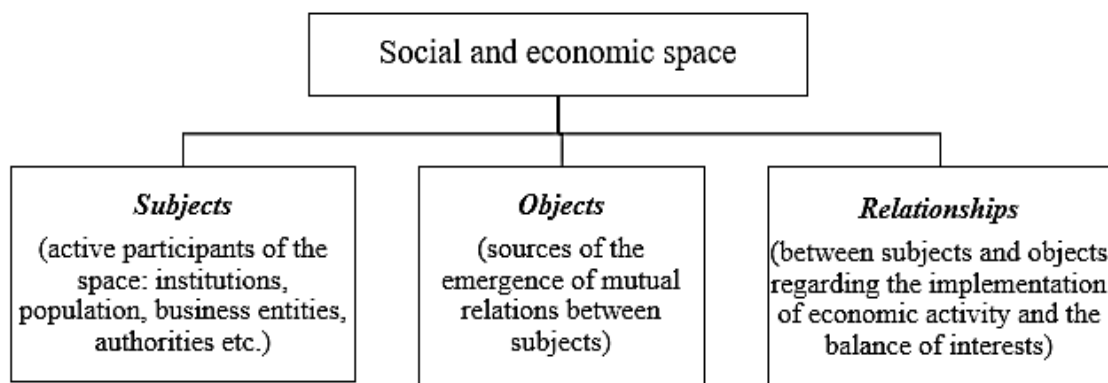 Social and economic space
Subjects
(active participants of the
space: institutions,
population, business entities,
authorities etc.)
Objects
(sources of the
emergence of mutual
relations between
subjects)
Relationships
(between subjects and objects
regarding the implementation
of economic activity and the
balance of interests)